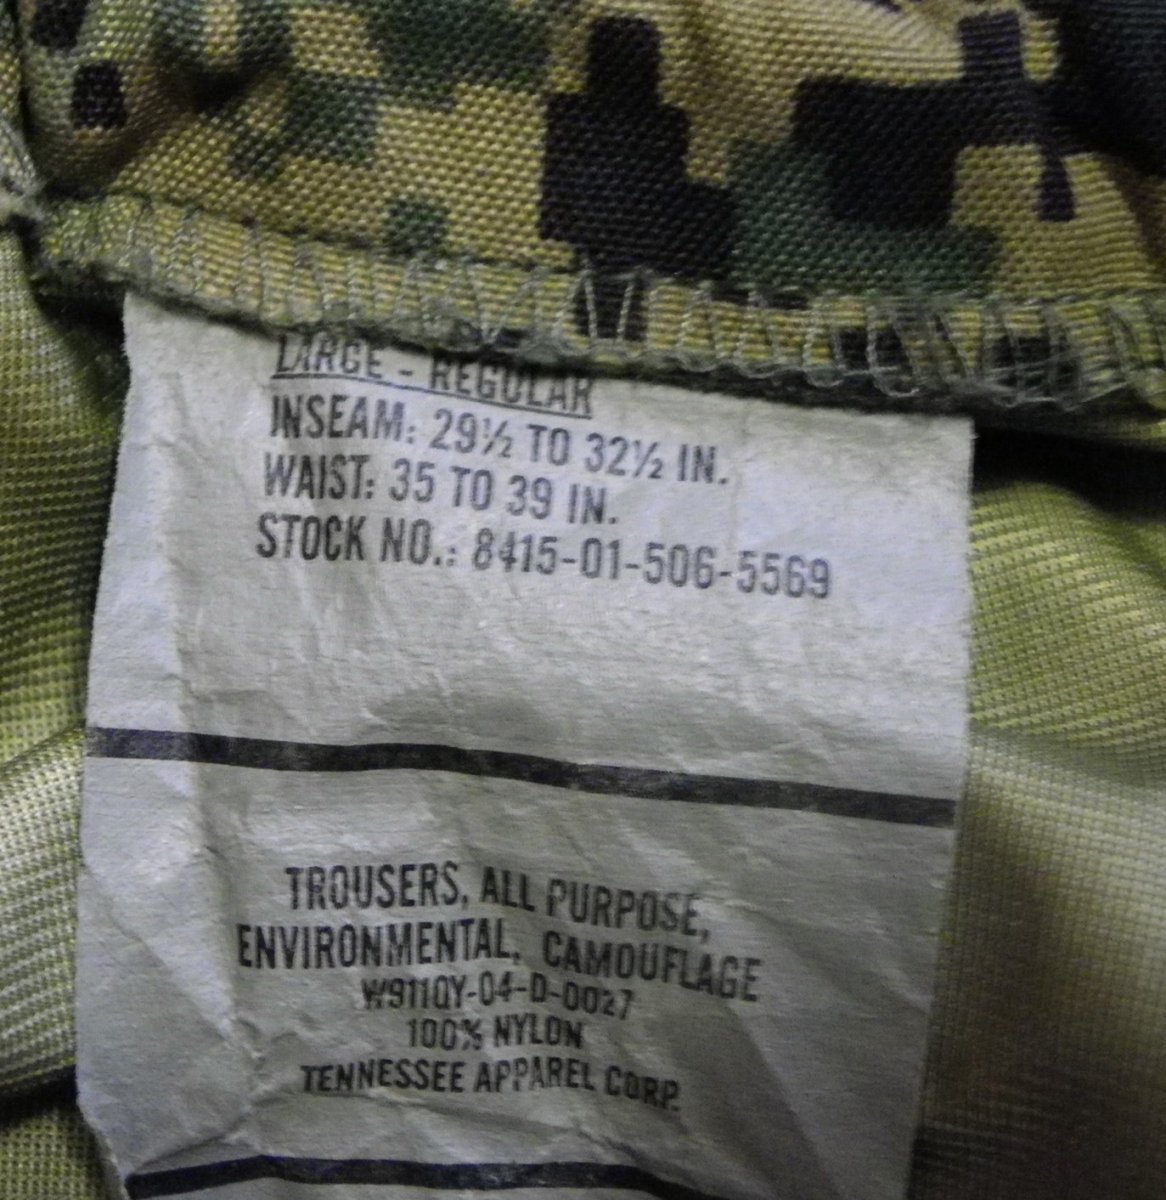 LARGE - REGULAR
INSEAM: 29½ TO 32½ IN.
WAIST: 35 TO 39 IN.
STOCK NO.: 8415-01-506-5569
TROUSERS, ALL PURPOSE,
ENVIRONMENTAL, CAMOUFLAGE
W911QY-04-D-0027
100% NYLON
TENNESSEE APPAREL CORP.